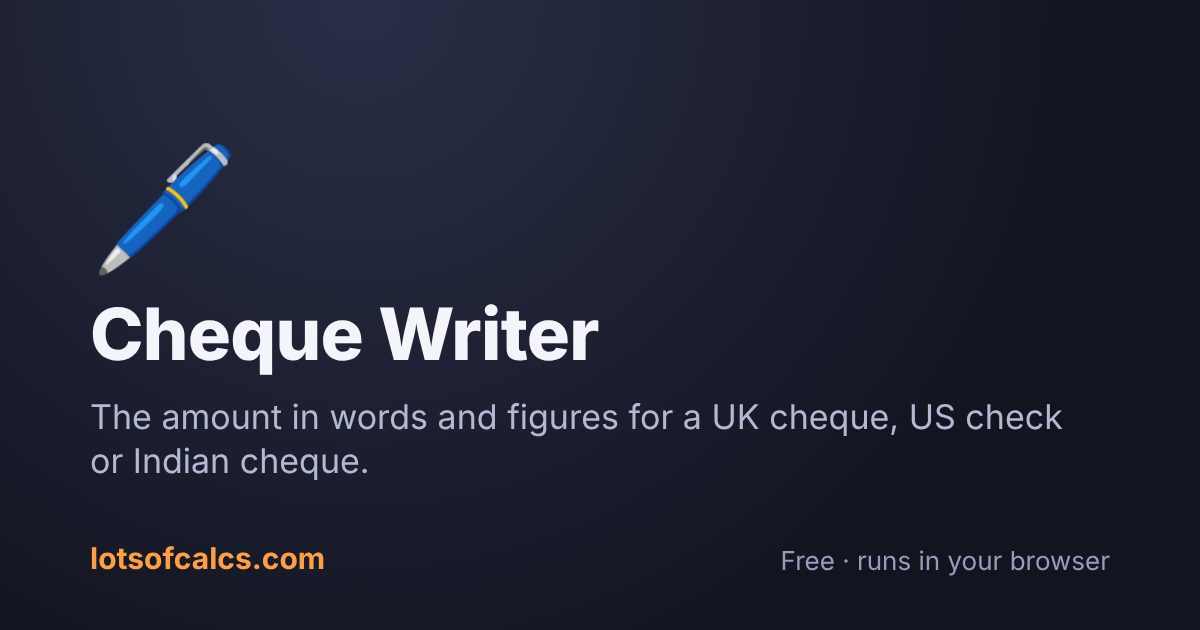 Cheque Writer
The amount in words and figures for a UK cheque, US check
or Indian cheque.
lotsofcalcs.com
Free · runs in your browser